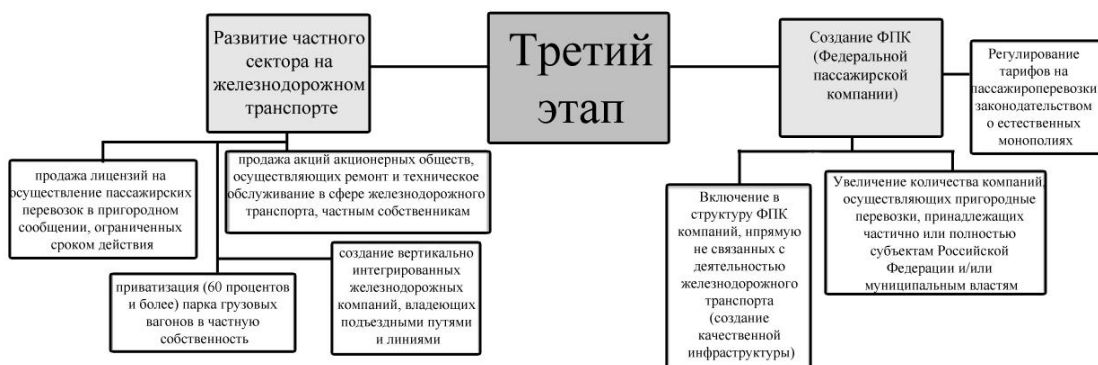 Третий
этап
Развитие частного
сектора на
железнодорожном
транспорте
продажа лицензий на
осуществление пассажирских
перевозок в пригородном
сообщении, ограниченных
сроком действия
продажа акций акционерных обществ,
осуществляющих ремонт и техническое
обслуживание в сфере железнодорожного
транспорта, частным собственникам
приватизация (60 процентов
и более) парка грузовых
вагонов в частную
собственность
создание вертикально
интегрированных
железнодорожных
компаний, владеющих
подъездными путями
и линиями
Создание ФПК
(Федеральной
пассажирской
компании)
Регулирование
тарифов на
пассажироперевозки
законодательством
о естественных
монополиях
Включение в
структуру ФПК
компаний, нпрямую
не связанных с
деятельностью
железнодорожного
транспорта
(создание
качественной
инфраструктуры)
Увеличение количества компаний,
осуществляющих пригородные
перевозки, принадлежащих
частично или полностью
субъектам Российской
Федерации и/или
муниципальным властям